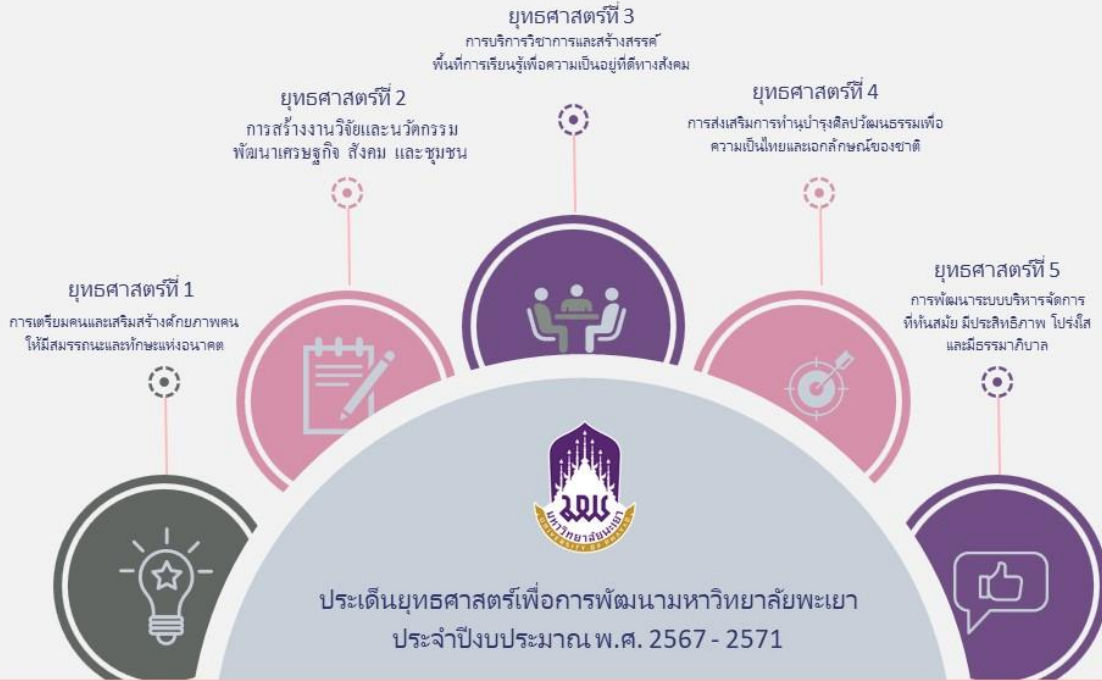 ยุทธศาสตร์ที่ 1
การเตรียมคนและเสริมสร้างศักยภาพคน
ให้มีสมรรถนะและทักษะแห่งอนาคต
ยุทธศาสตร์ที่ 2
การสร้างงานวิจัยและนวัตกรรม
พัฒนาเศรษฐกิจ สังคม และชุมชน
ยุทธศาสตร์ที่ 3
การบริการวิชาการและสร้างสรรค์
พื้นที่การเรียนรู้เพื่อความเป็นอยู่ที่ดีทางสังคม
ยุทธศาสตร์ที่ 4
การส่งเสริมการทำนุบำรุงศิลปวัฒนธรรมเพื่อ
ความเป็นไทยและเอกลักษณ์ของชาติ
ยุทธศาสตร์ที่ 5
การพัฒนาระบบบริหารจัดการ
ที่ทันสมัย มีประสิทธิภาพ โปร่งใส
และมีธรรมาภิบาล
มหาวิทยาลัยพะเยา
UNIVERSITY OF PHAYAO
ประเด็นยุทธศาสตร์เพื่อการพัฒนามหาวิทยาลัยพะเยา
ประจำปีงบประมาณ พ.ศ. 2567 - 2571